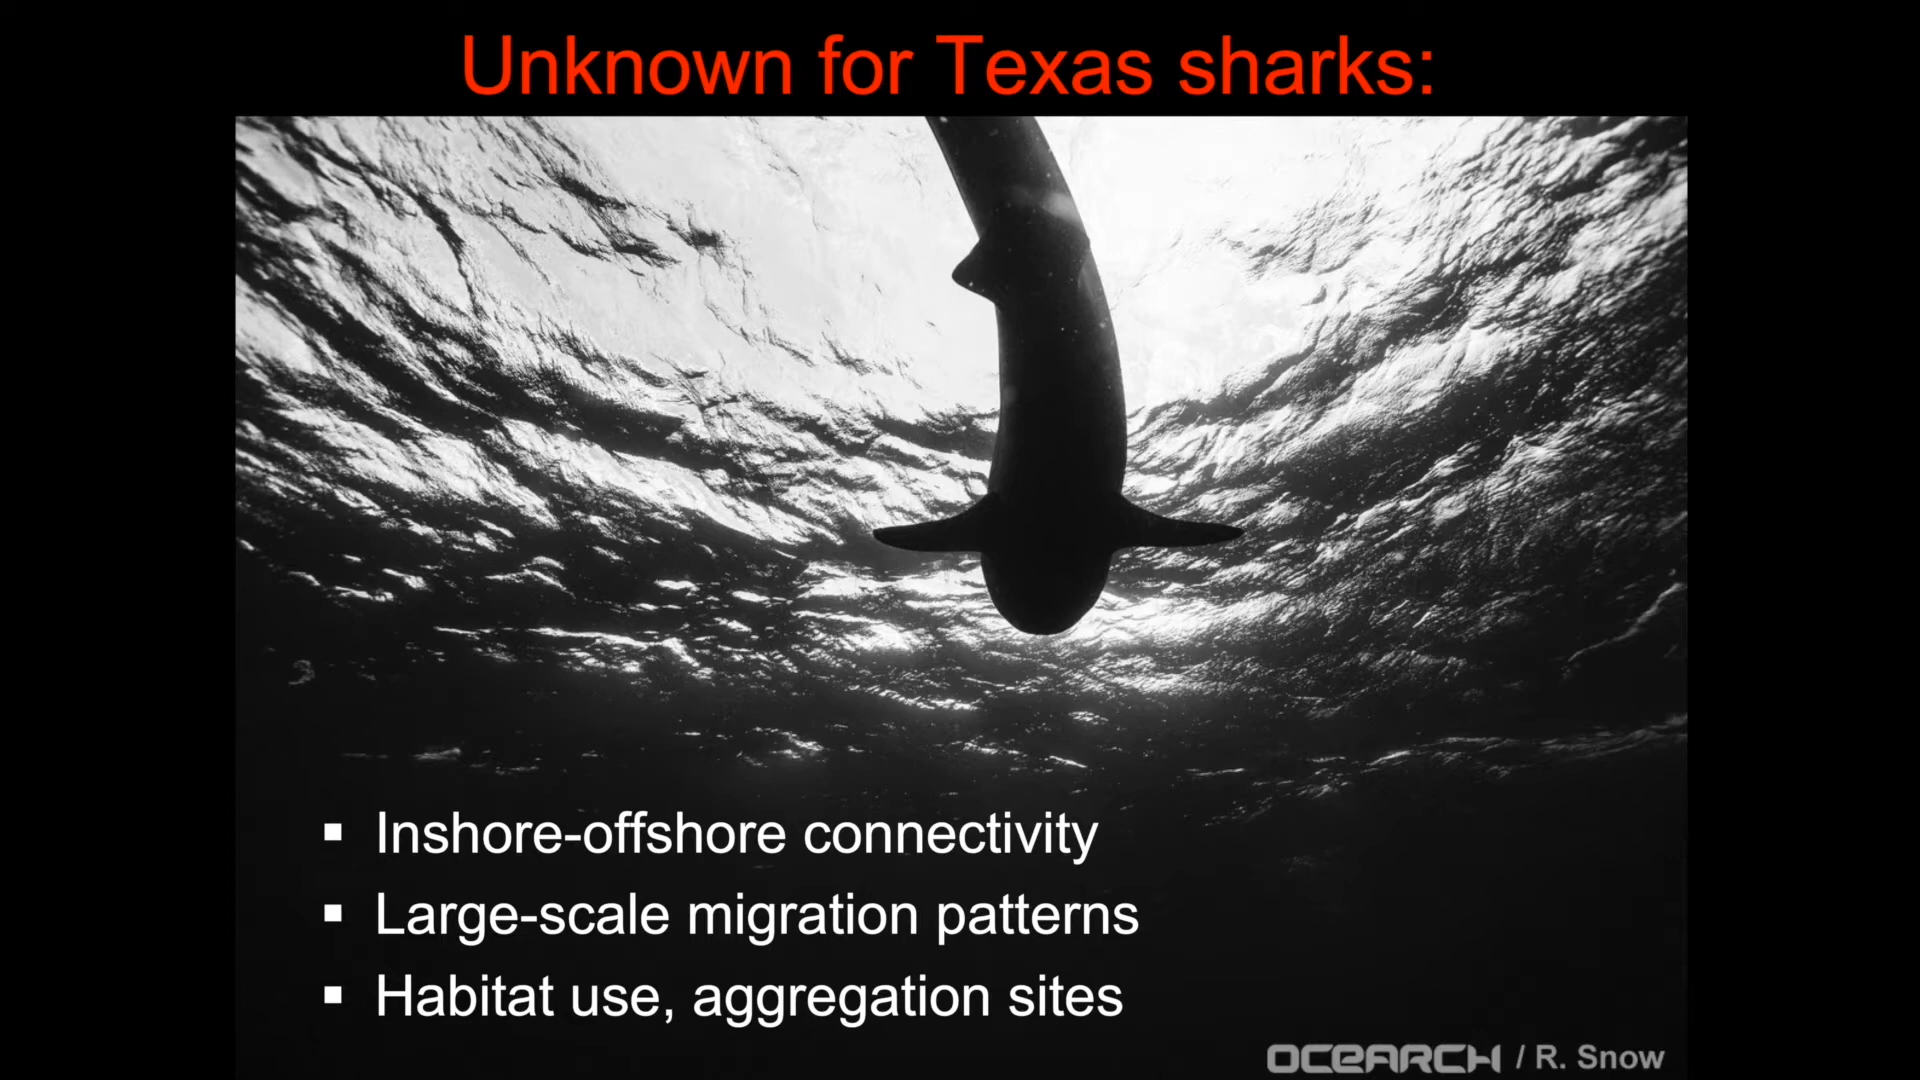 Unknown for Texas sharks:
▪ Inshore-offshore connectivity
▪ Large-scale migration patterns
▪ Habitat use, aggregation sites
OCEARCH / R. Snow